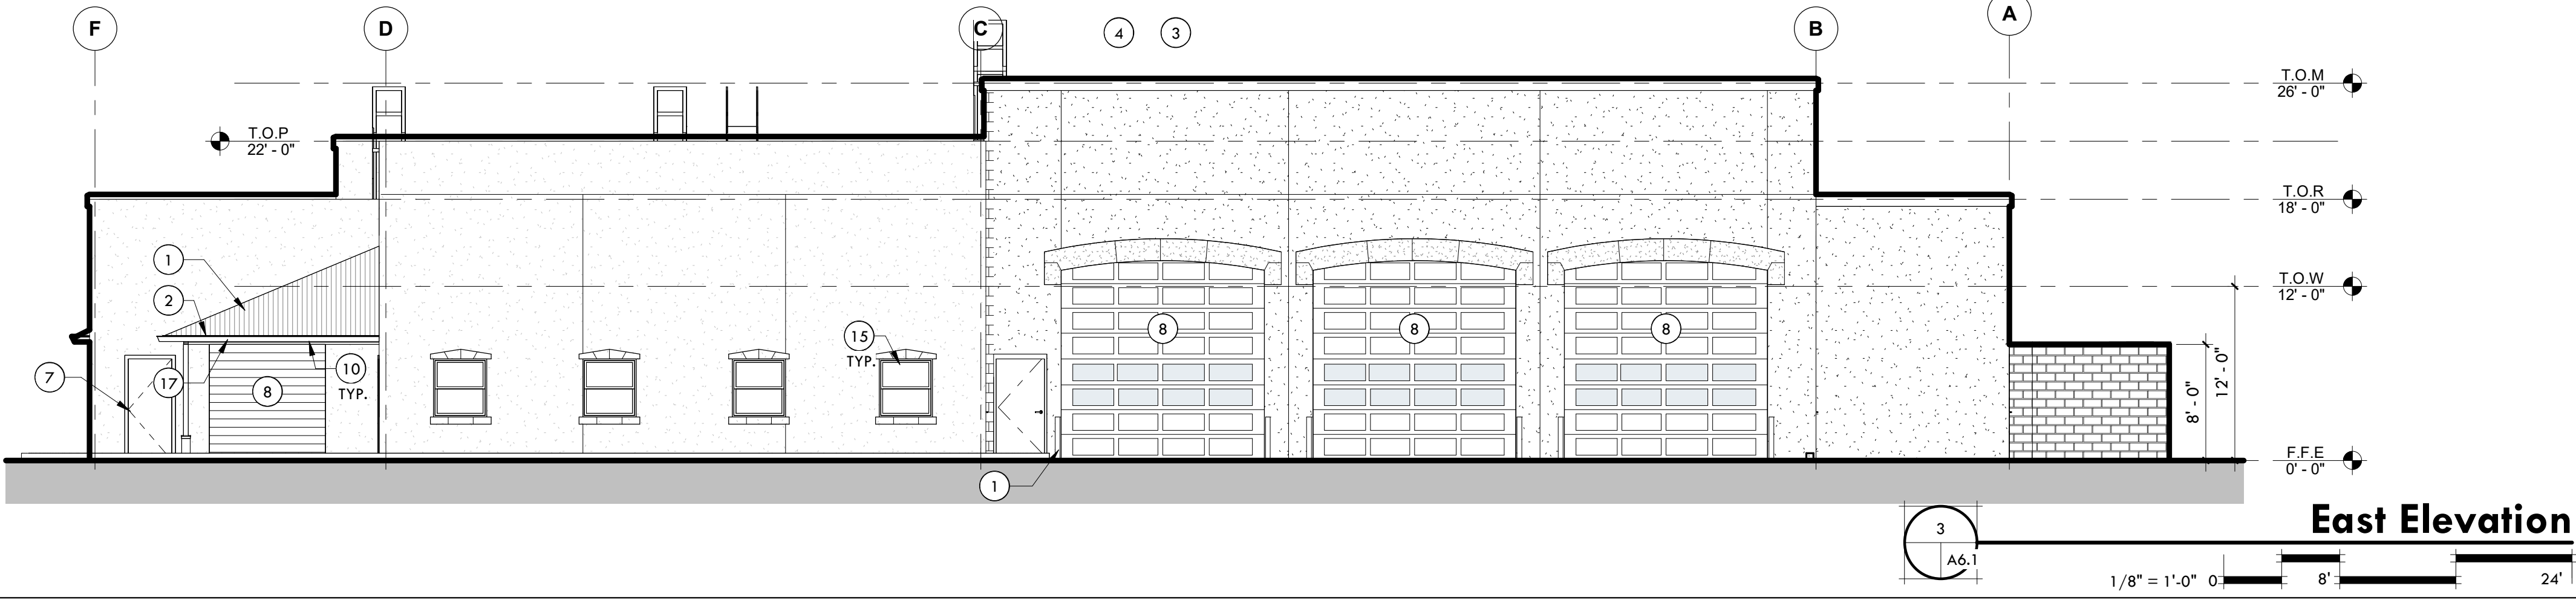 F
D
C
4
3
B
A
T.O.M
26' - 0"
T.O.P
22' - 0"
T.O.R
18' - 0"
1
2
T.O.W
12' - 0"
7
17
8
10
TYP.
15
TYP.
8
8
8
8' - 0"
12' - 0"
1
F.F.E
0' - 0"
East Elevation
3
A6.1
1/8" = 1'-0" 0 8' 24'